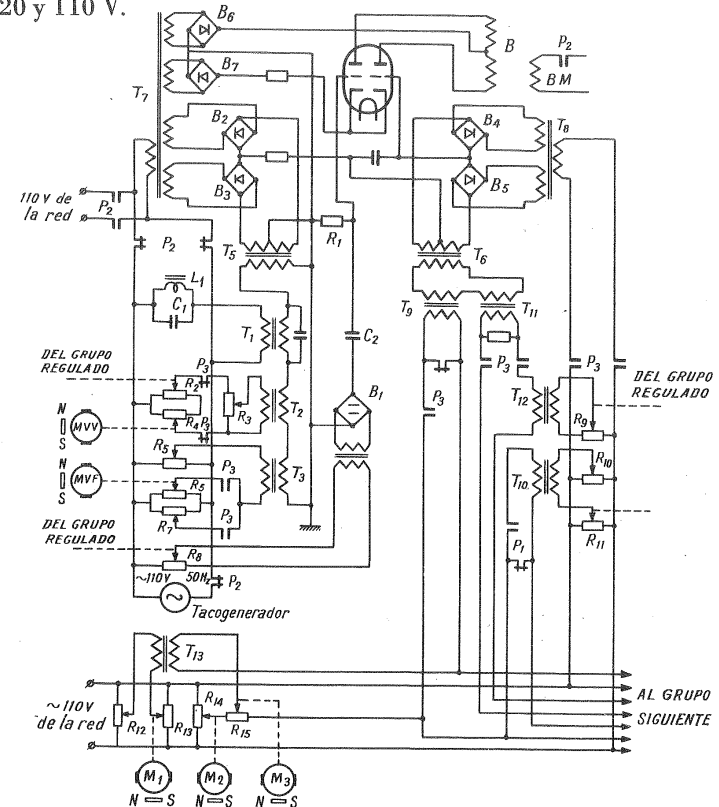 20 y 110 V.
B6
P2
B
B7
BM
T7
B2
B4
T8
B3
B5
110 V de
la red
P2
P2
R1
T5
T6
L1
C1
T9
T11
T1
C2
DEL GRUPO
REGULADO
P3
P3
P3
DEL GRUPO
REGULADO
R2
B1
P3
T12
N
S
MVV
R4
P3
R3
T2
R9
R5
R10
N
S
MVF
R5
P3
T3
T10
R7
P3
R11
DEL GRUPO
REGULADO
P1
R8
~110V
50Hz
P2
Tacogenerador
T13
AL GRUPO
SIGUIENTE
~110V
de la red
R12
R13
R14
R15
M1
M2
M3
N S
N S
N S